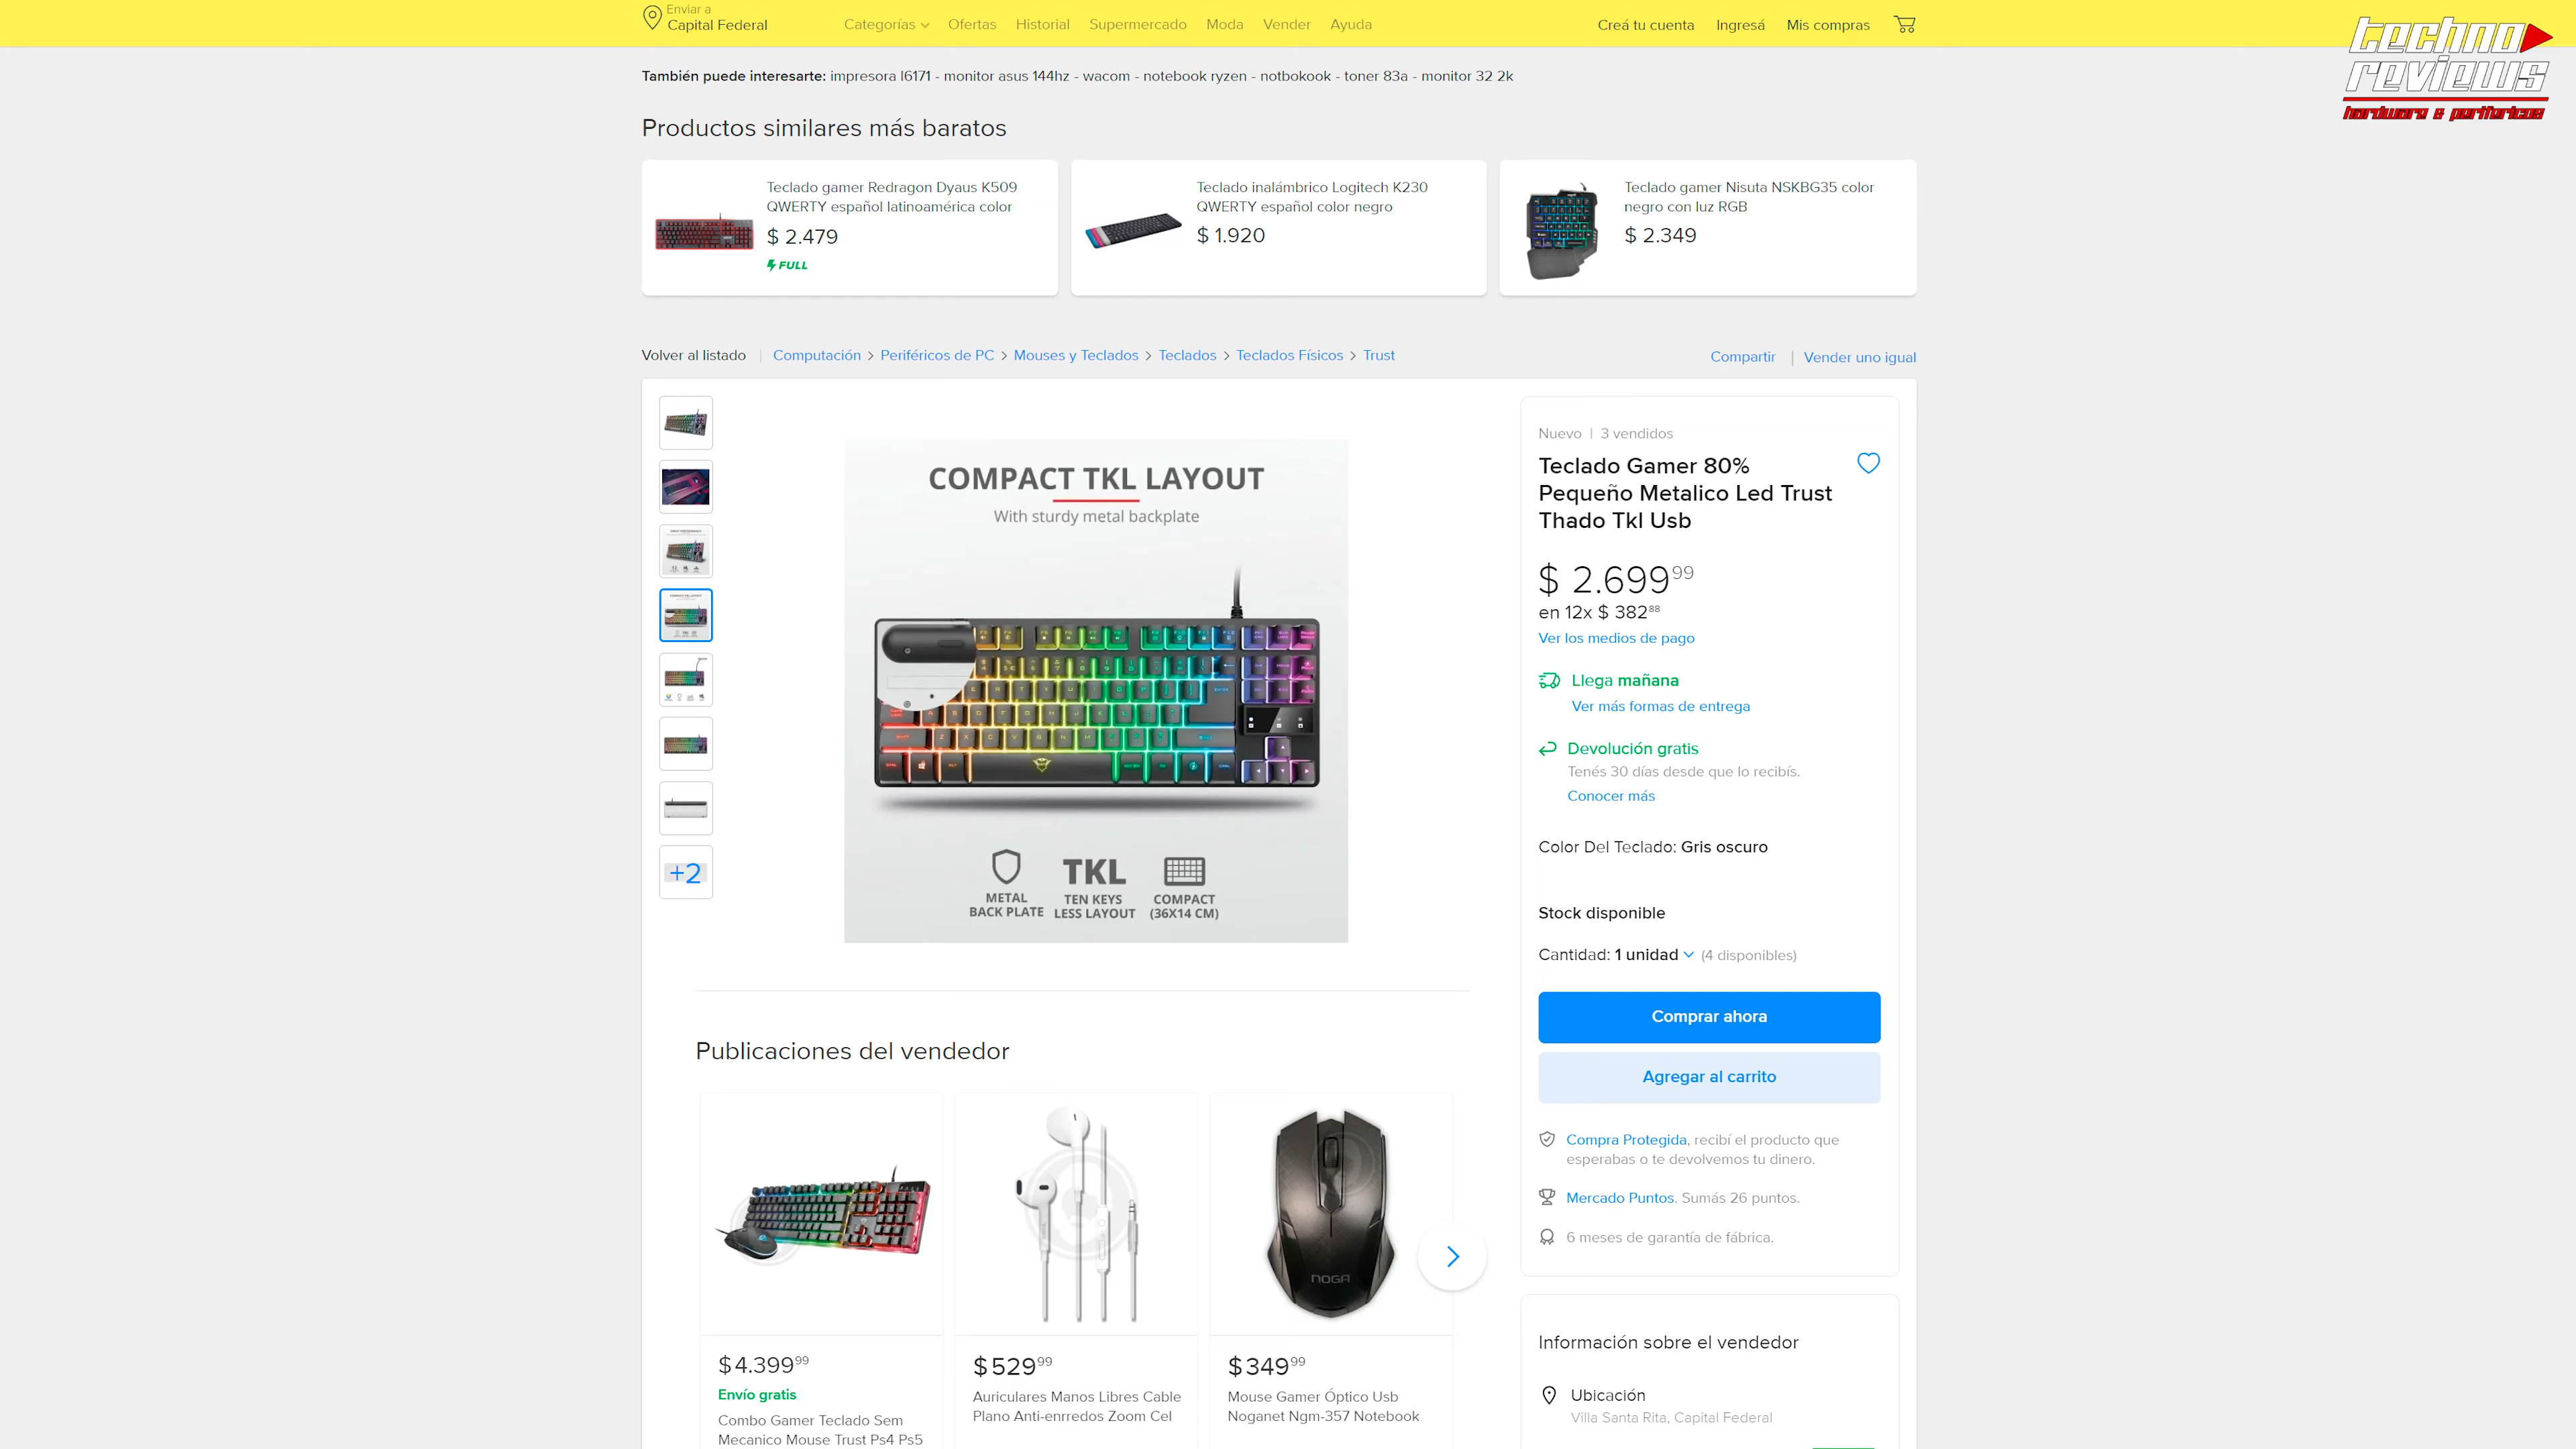 Enviar a
Capital Federal
Categorías
Ofertas
Historial
Supermercado
Moda
Vender
Ayuda
Creá tu cuenta
Ingresá
Mis compras
techno
reviews
hardware & perifericos
También puede interesarte: impresora l6171 - monitor asus 144hz - wacom - notebook ryzen - notbokook - toner 83a - monitor 32 2k
Productos similares más baratos
Teclado gamer Redragon Dyaus K509
QWERTY español latinoamérica color
$ 2.479
FULL
Teclado inalámbrico Logitech K230
QWERTY español color negro
$ 1.920
Teclado gamer Nisuta NSKBG35 color
negro con luz RGB
$ 2.349
Volver al listado
Computación > Periféricos de PC > Mouses y Teclados > Teclados > Teclados Físicos > Trust
Compartir | Vender uno igual
+2
COMPACT TKL LAYOUT
With sturdy metal backplate
METAL
BACK PLATE
TKL
TEN KEYS
LESS LAYOUT
COMPACT
(36X14 CM)
Nuevo | 3 vendidos
Teclado Gamer 80%
Pequeño Metalico Led Trust
Thado Tkl Usb
$ 2.699 99
en 12x $ 382 88
Ver los medios de pago
Llega mañana
Ver más formas de entrega
Devolución gratis
Tenés 30 días desde que lo recibís.
Conocer más
Color Del Teclado: Gris oscuro
Stock disponible
Cantidad: 1 unidad (4 disponibles)
Comprar ahora
Agregar al carrito
Compra Protegida, recibí el producto que
esperabas o te devolvemos tu dinero.
Mercado Puntos. Sumás 26 puntos.
6 meses de garantía de fábrica.
Publicaciones del vendedor
$ 4.399 99
Envío gratis
Combo Gamer Teclado Sem
Mecanico Mouse Trust Ps4 Ps5
$ 529 99
Auriculares Manos Libres Cable
Plano Anti-enrredos Zoom Cel
NOGA
$ 349 99
Mouse Gamer Óptico Usb
Noganet Ngm-357 Notebook
Información sobre el vendedor
Ubicación
Villa Santa Rita, Capital Federal